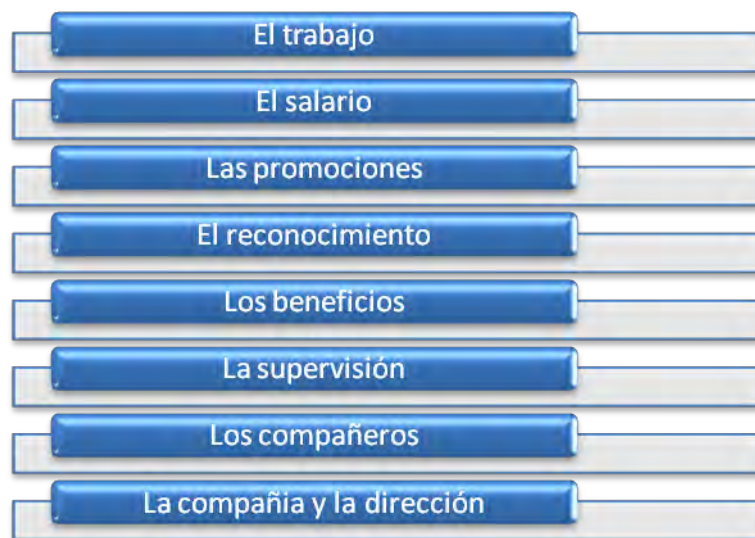 El trabajo
El salario
Las promociones
El reconocimiento
Los beneficios
La supervisión
Los compañeros
La compañia y la dirección